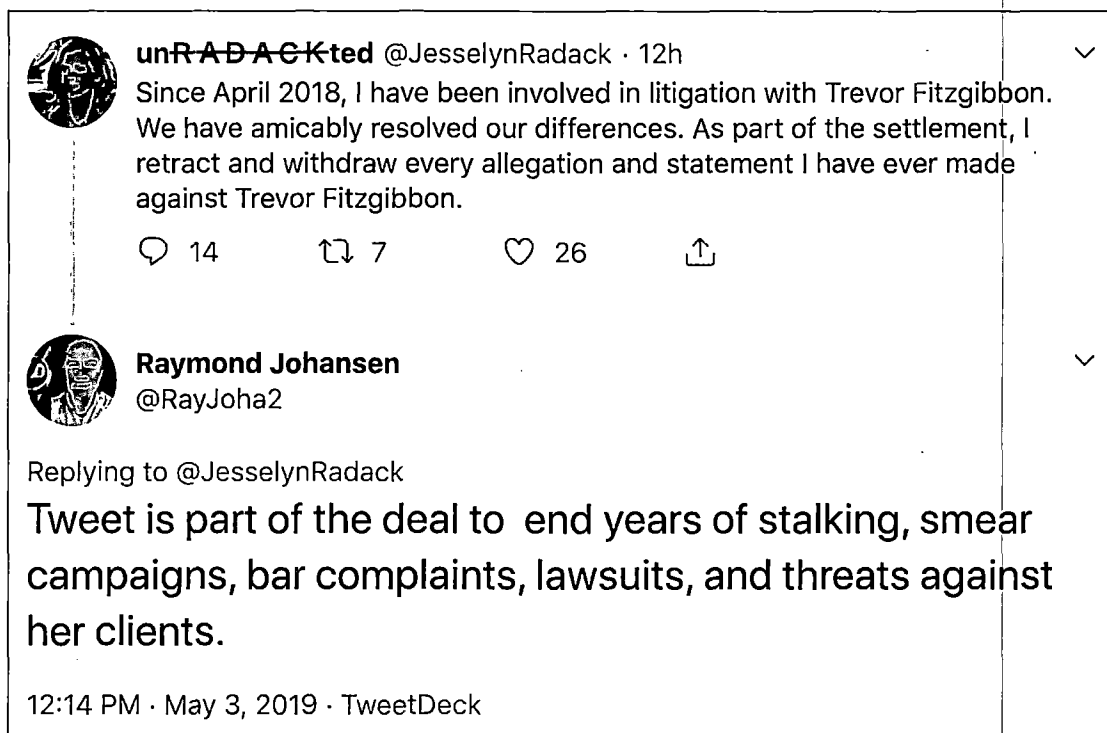 unRADACKted @JesselynRadack · 12h
Since April 2018, I have been involved in litigation with Trevor Fitzgibbon.
We have amicably resolved our differences. As part of the settlement, I
retract and withdraw every allegation and statement I have ever made
against Trevor Fitzgibbon.
14 7 26
Raymond Johansen
@RayJoha2
Replying to @JesselynRadack
Tweet is part of the deal to end years of stalking, smear
campaigns, bar complaints, lawsuits, and threats against
her clients.
12:14 PM · May 3, 2019 · TweetDeck